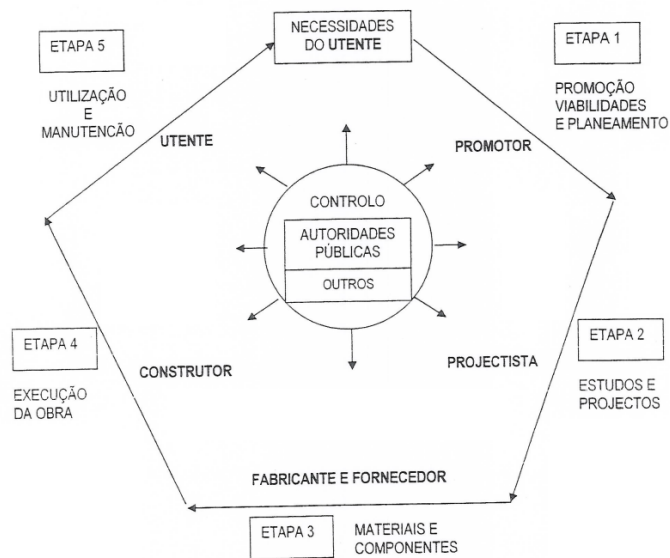 NECESSIDADES
DO UTENTE
ETAPA 1
PROMOÇÃO
VIABILIDADES
E PLANEAMENTO
PROMOTOR
ETAPA 2
ESTUDOS E
PROJECTOS
PROJECTISTA
FABRICANTE E FORNECEDOR
ETAPA 3
MATERIAIS E
COMPONENTES
ETAPA 4
EXECUÇÃO
DA OBRA
CONSTRUTOR
ETAPA 5
UTILIZAÇÃO
E
MANUTENCÃO
UTENTE
CONTROLO
AUTORIDADES
PÚBLICAS
OUTROS